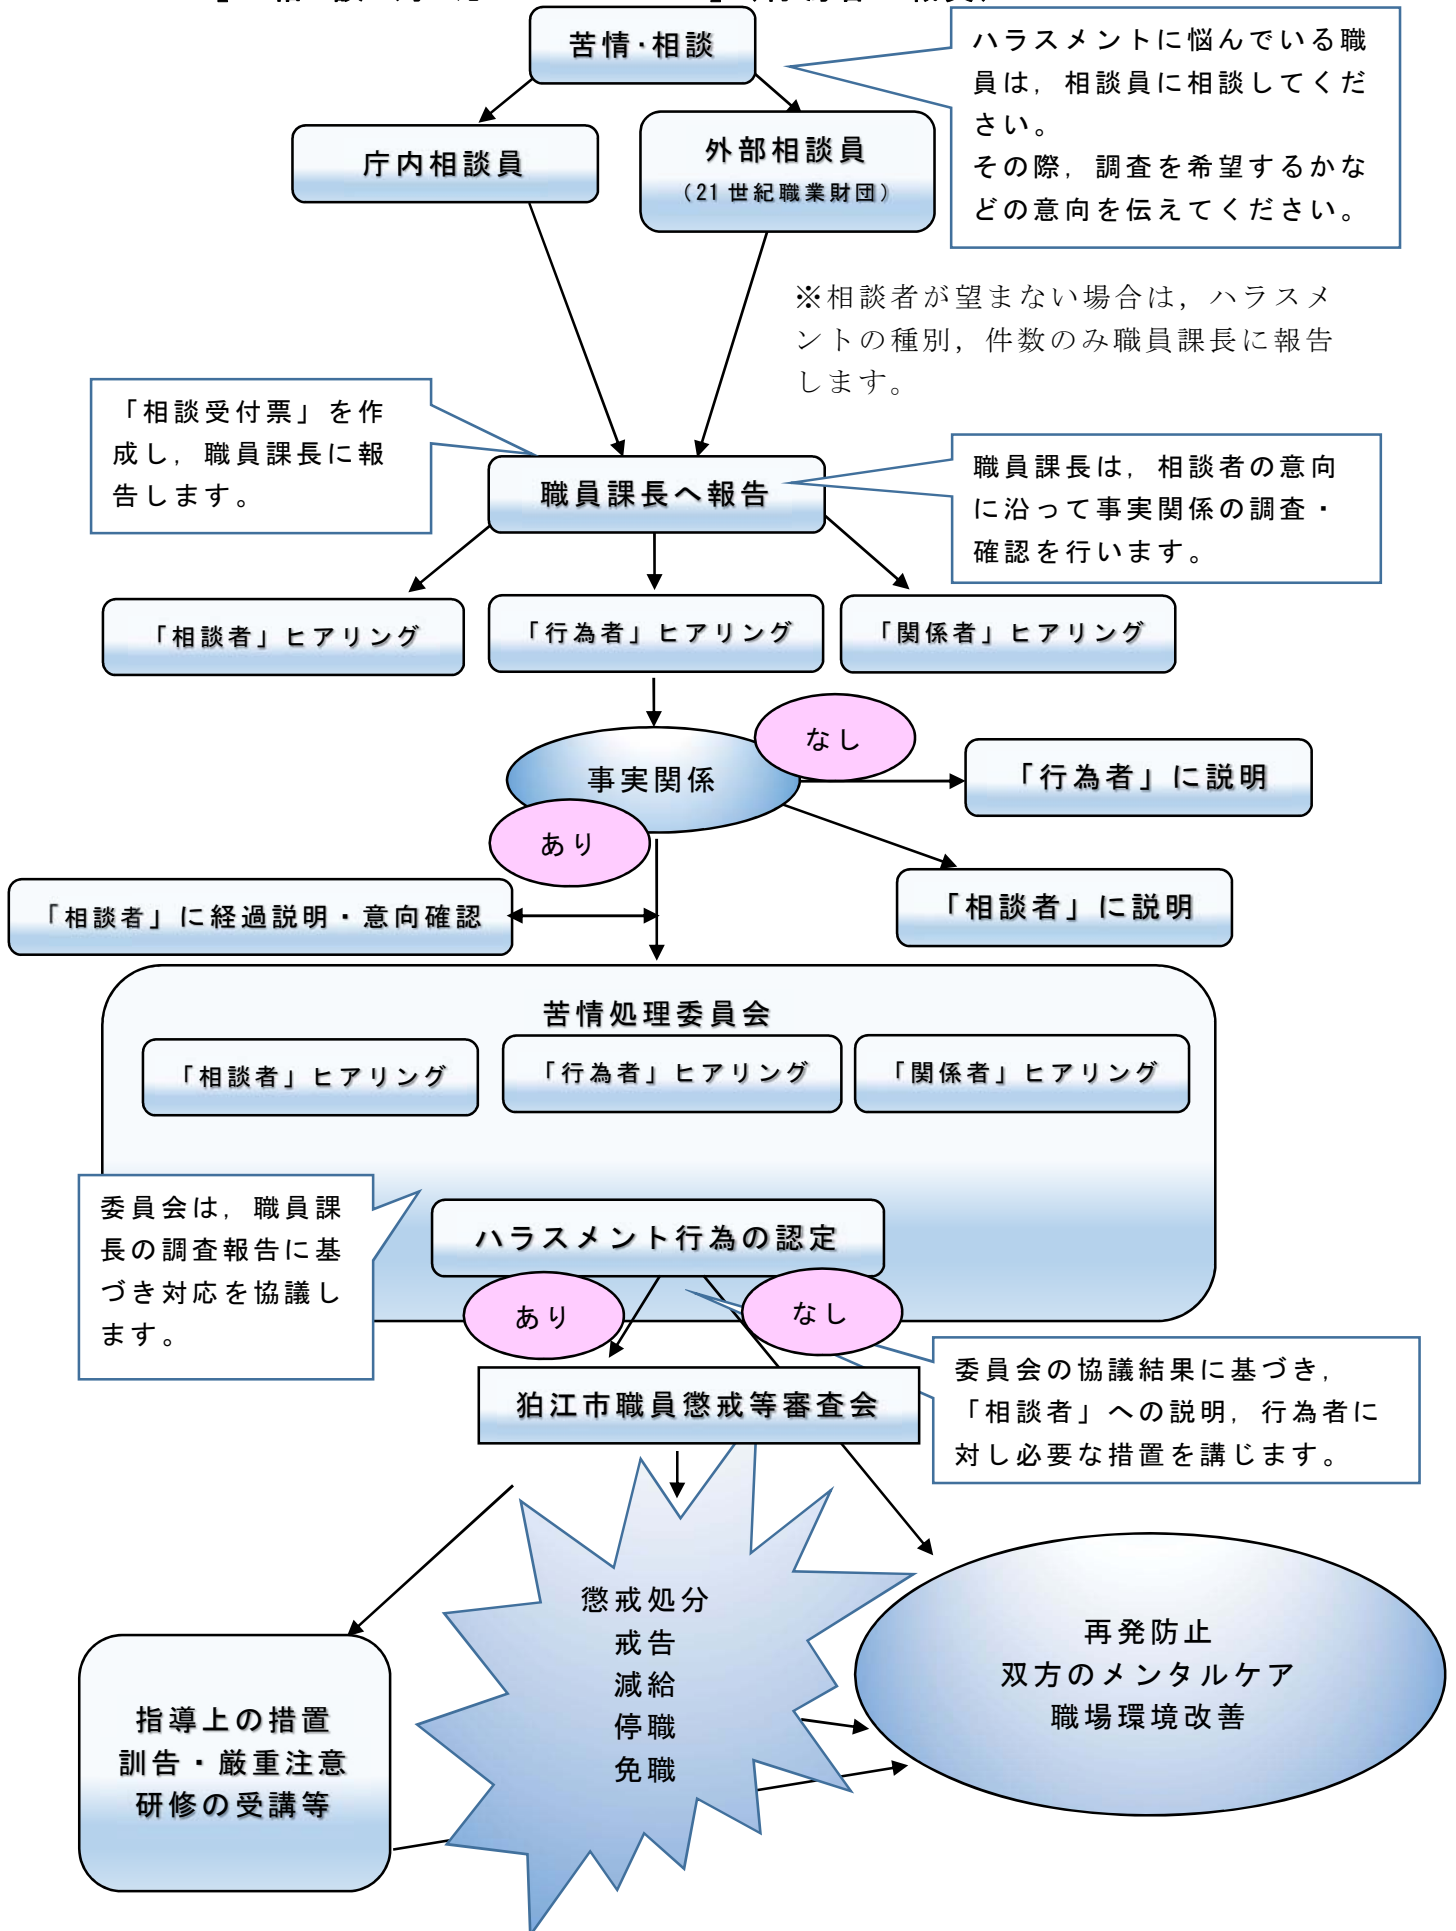 苦情・相談
ハラスメントに悩んでいる職
員は，相談員に相談してくだ
さい。
その際，調査を希望するかな
どの意向を伝えてください。
庁内相談員
外部相談員
（21世紀職業財団）
※相談者が望まない場合は，ハラスメ
ントの種別，件数のみ職員課長に報告
します。
「相談受付票」を作
成し，職員課長に報
告します。
職員課長へ報告
職員課長は，相談者の意向
に沿って事実関係の調査・
確認を行います。
「相談者」ヒアリング
「行為者」ヒアリング
「関係者」ヒアリング
なし
事実関係
「行為者」に説明
あり
「相談者」に経過説明・意向確認
「相談者」に説明
苦情処理委員会
「相談者」ヒアリング
「行為者」ヒアリング
「関係者」ヒアリング
委員会は，職員課
長の調査報告に基
づき対応を協議し
ます。
ハラスメント行為の認定
あり
なし
狛江市職員懲戒等審査会
委員会の協議結果に基づき，
「相談者」への説明，行為者に
対し必要な措置を講じます。
懲戒処分
戒告
減給
停職
免職
再発防止
双方のメンタルケア
職場環境改善
指導上の措置
訓告・厳重注意
研修の受講等